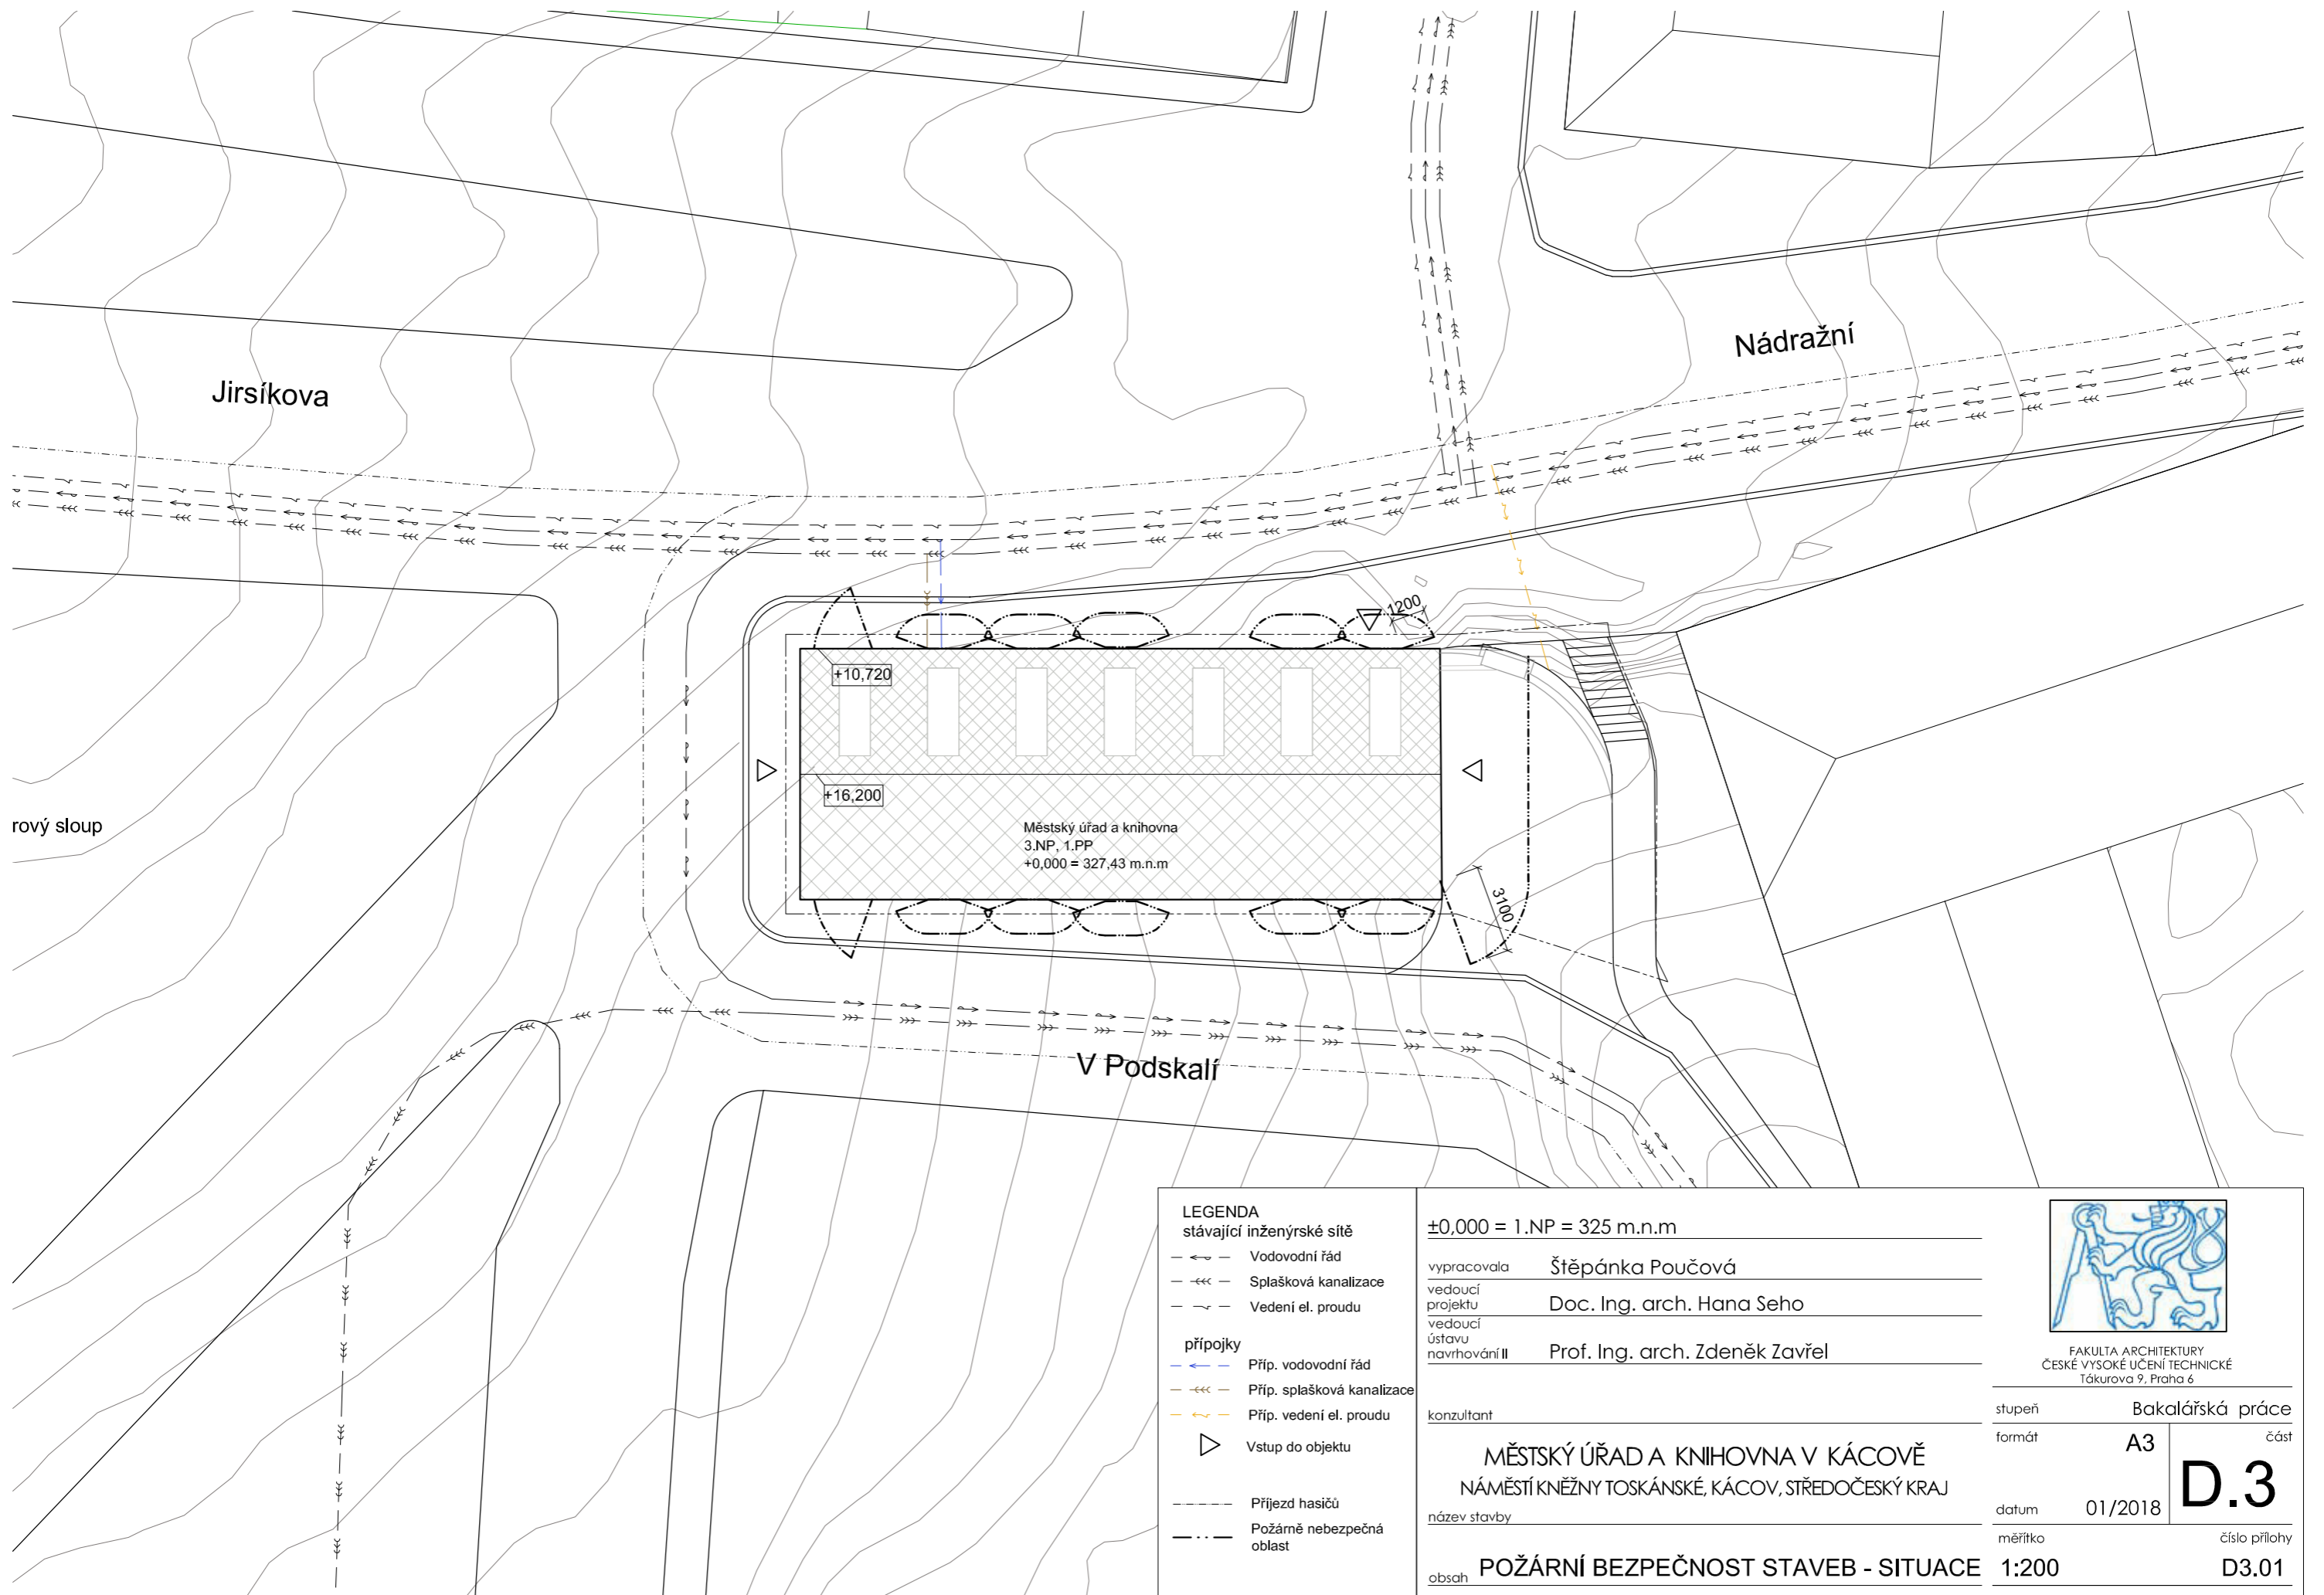 Nádražní
Jirsíkova
1200
+10,720
+16,200
rový sloup
Městský úřad a knihovna
3.NP, 1.PP
+0,000 = 327,43 m.n.m
3100
V Podskalí
LEGENDA
stávající inženýrské sítě
Vodovodní řád
Splašková kanalizace
Vedení el. proudu
přípojky
Příp. vodovodní řád
Příp. splašková kanalizace
Příp. vedení el. proudu
Vstup do objektu
Příjezd hasičů
Požárně nebezpečná
oblast
±0,000 = 1.NP = 325 m.n.m
vypracovala Štěpánka Poučová
vedoucí
projektu Doc. Ing. arch. Hana Seho
vedoucí
ústavu
navrhování II Prof. Ing. arch. Zdeněk Zavřel
konzultant
MĚSTSKÝ ÚŘAD A KNIHOVNA V KÁCOVĚ
NÁMĚSTÍ KNĚŽNY TOSKÁNSKÉ, KÁCOV, STŘEDOČESKÝ KRAJ
název stavby
obsah POŽÁRNÍ BEZPEČNOST STAVEB - SITUACE
FAKULTA ARCHITEKTURY
ČESKÉ VYSOKÉ UČENÍ TECHNICKÉ
Tákurova 9, Praha 6
stupeň Bakalářská práce
formát A3
část
D.3
datum 01/2018
měřítko
1:200
číslo přílohy
D3.01